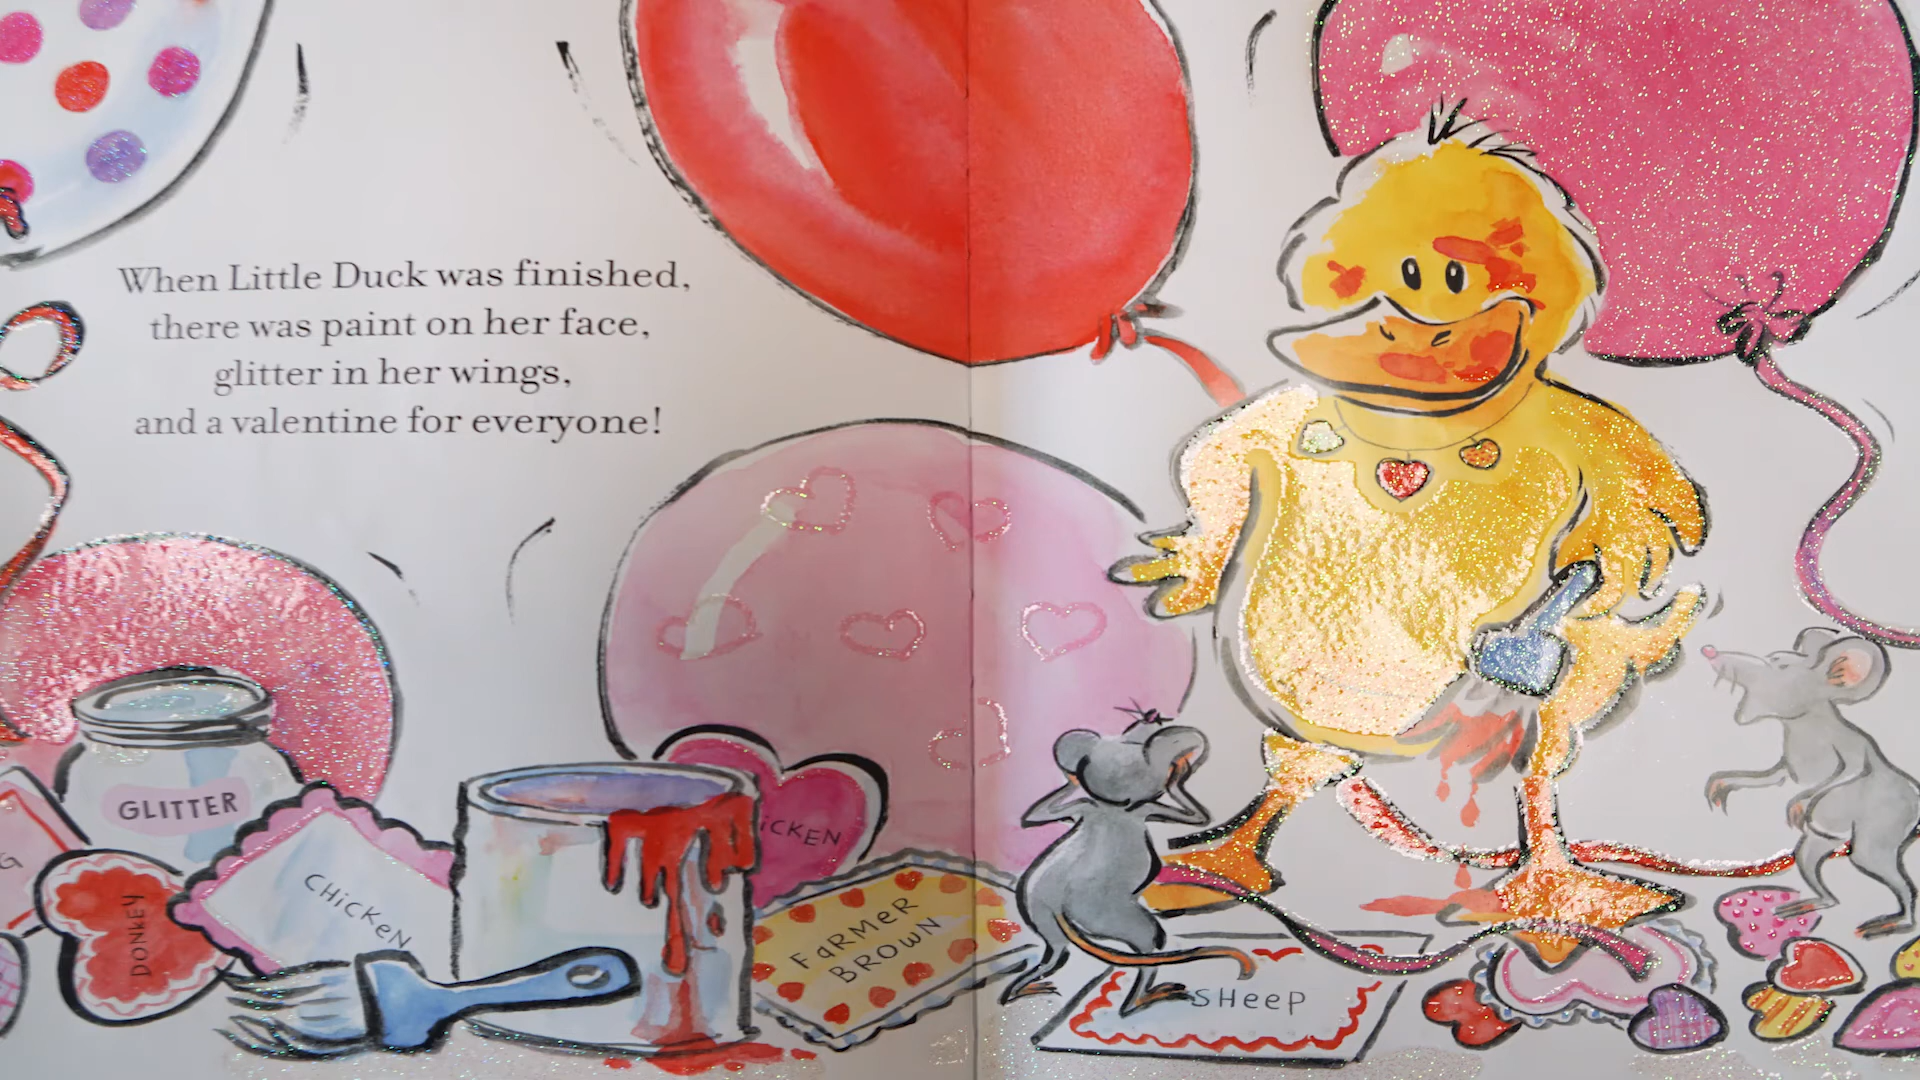 When Little Duck was finished,
there was paint on her face,
glitter in her wings,
and a valentine for everyone!
GLITTER
DONKEY
CHicKeN
FaRMeR
BROWN
SHeeP